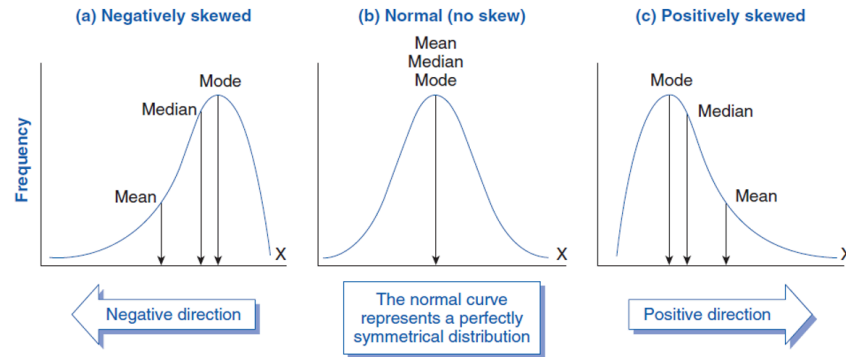 (a) Negatively skewed
(b) Normal (no skew)
(c) Positively skewed
Frequency
Mean
Median
Mode
X
Mean
Median
Mode
X
Mode
Median
Mean
X
Negative direction
The normal curve
represents a perfectly
symmetrical distribution
Positive direction